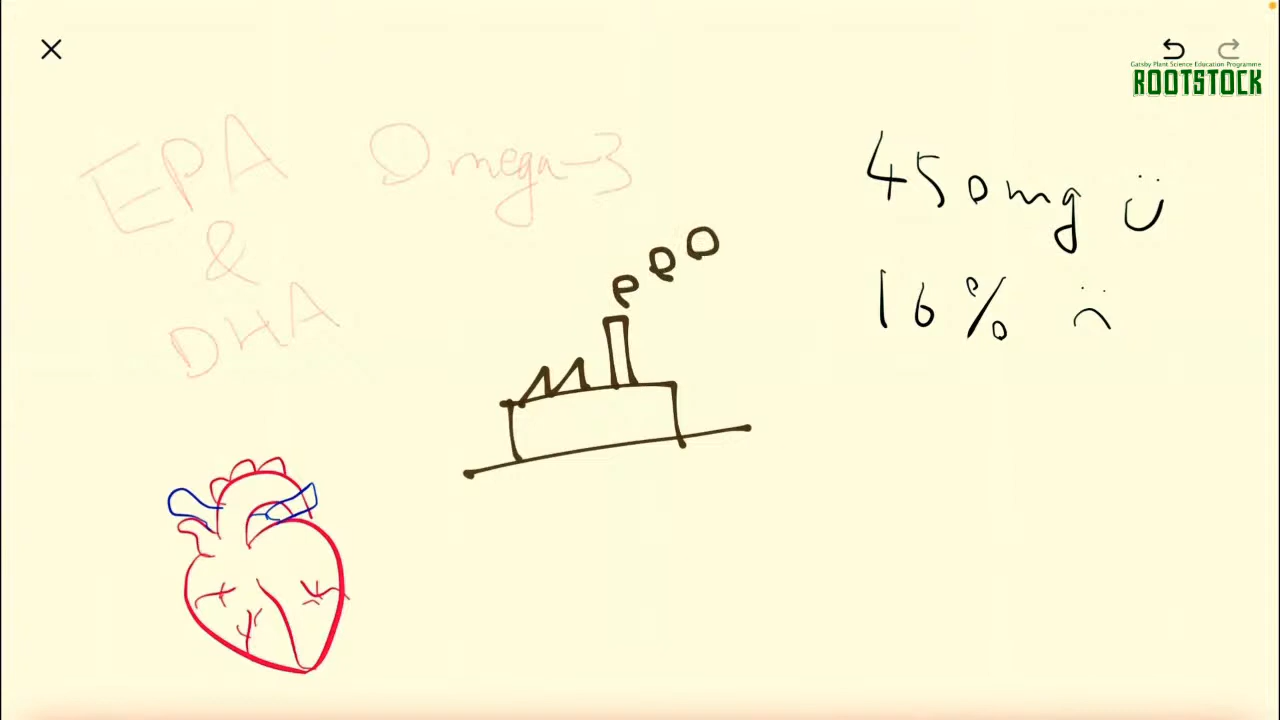 Gatsby Plant Science Education Programme
ROOTSTOCK
EPA
&
DHA
Omega-3
450mg
16%